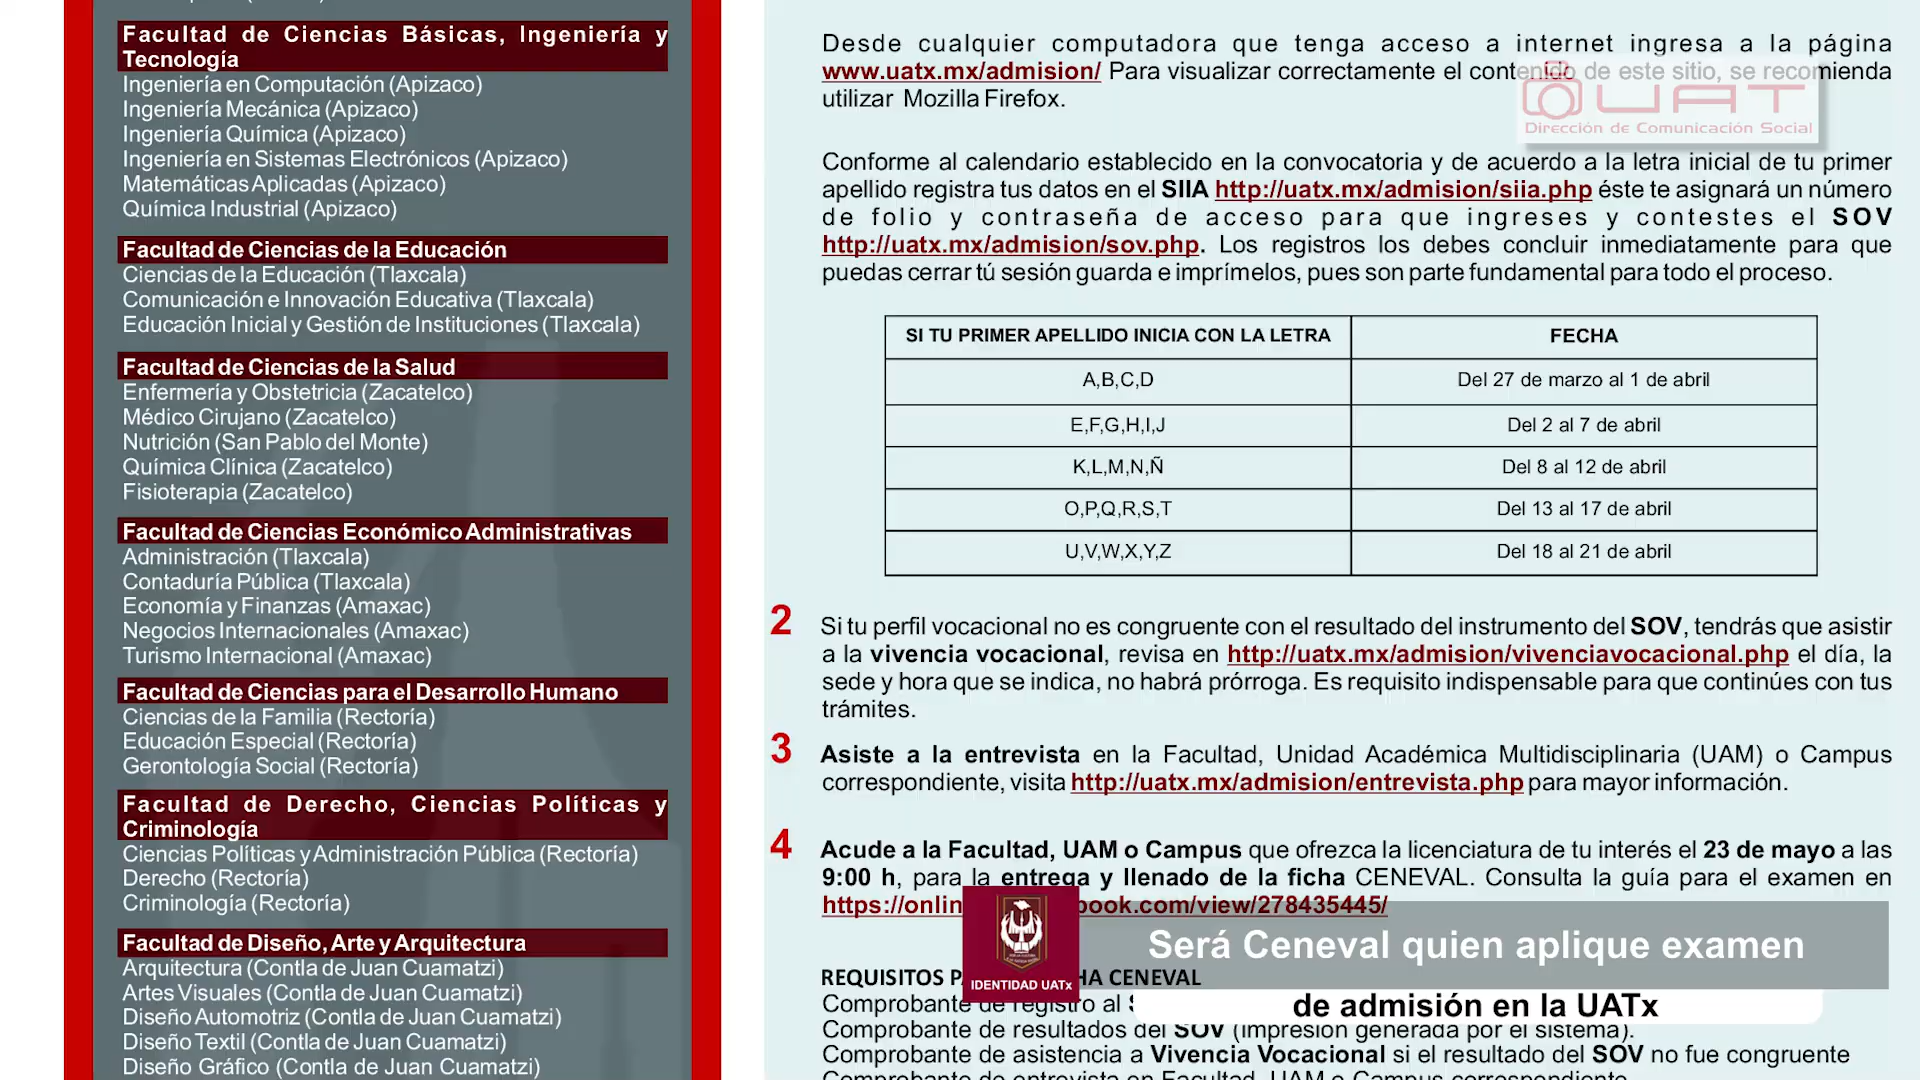 Facultad de Ciencias Básicas, Ingeniería y
Tecnología
Ingeniería en Computación (Apizaco)
Ingeniería Mecánica (Apizaco)
Ingeniería Química (Apizaco)
Ingeniería en Sistemas Electrónicos (Apizaco)
Matemáticas Aplicadas (Apizaco)
Química Industrial (Apizaco)
Facultad de Ciencias de la Educación
Ciencias de la Educación (Tlaxcala)
Comunicación e Innovación Educativa (Tlaxcala)
Educación Inicial y Gestión de Instituciones (Tlaxcala)
Facultad de Ciencias de la Salud
Enfermería y Obstetricia (Zacatelco)
Médico Cirujano (Zacatelco)
Nutrición (San Pablo del Monte)
Química Clínica (Zacatelco)
Fisioterapia (Zacatelco)
Facultad de Ciencias Económico Administrativas
Administración (Tlaxcala)
Contaduría Pública (Tlaxcala)
Economía y Finanzas (Amaxac)
Negocios Internacionales (Amaxac)
Turismo Internacional (Amaxac)
Facultad de Ciencias para el Desarrollo Humano
Ciencias de la Familia (Rectoría)
Educación Especial (Rectoría)
Gerontología Social (Rectoría)
Facultad de Derecho, Ciencias Políticas y
Criminología
Ciencias Políticas y Administración Pública (Rectoría)
Derecho (Rectoría)
Criminología (Rectoría)
Facultad de Diseño, Arte y Arquitectura
Arquitectura (Contla de Juan Cuamatzi)
Artes Visuales (Contla de Juan Cuamatzi)
Diseño Automotriz (Contla de Juan Cuamatzi)
Diseño Textil (Contla de Juan Cuamatzi)
Diseño Gráfico (Contla de Juan Cuamatzi)
Desde cualquier computadora que tenga acceso a internet ingresa a la página
www.uatx.mx/admision/ Para visualizar correctamente el contenido de este sitio, se recomienda
utilizar Mozilla Firefox.
UAT
Dirección de Comunicación Social
Conforme al calendario establecido en la convocatoria y de acuerdo a la letra inicial de tu primer
apellido registra tus datos en el SIIA http://uatx.mx/admision/siia.php éste te asignará un número
de folio y contraseña de acceso para que ingreses y contestes el SOV
http://uatx.mx/admision/sov.php. Los registros los debes concluir inmediatamente para que
puedas cerrar tú sesión guarda e imprímelos, pues son parte fundamental para todo el proceso.
SI TU PRIMER APELLIDO INICIA CON LA LETRA FECHA
A,B,C,D Del 27 de marzo al 1 de abril
E,F,G,H,I,J Del 2 al 7 de abril
K,L,M,N,Ñ Del 8 al 12 de abril
O,P,Q,R,S,T Del 13 al 17 de abril
U,V,W,X,Y,Z Del 18 al 21 de abril
2 Si tu perfil vocacional no es congruente con el resultado del instrumento del SOV, tendrás que asistir
a la vivencia vocacional, revisa en http://uatx.mx/admision/vivenciavocacional.php el día, la
sede y hora que se indica, no habrá prórroga. Es requisito indispensable para que continúes con tus
trámites.
3 Asiste a la entrevista en la Facultad, Unidad Académica Multidisciplinaria (UAM) o Campus
correspondiente, visita http://uatx.mx/admision/entrevista.php para mayor información.
4 Acude a la Facultad, UAM o Campus que ofrezca la licenciatura de tu interés el 23 de mayo a las
9:00 h, para la entrega y llenado de la ficha CENEVAL. Consulta la guía para el examen en
https://onlin book.com/view/278435445/
REQUISITOS HA CENEVAL
IDENTIDAD UATx
Será Ceneval quien aplique examen
de admisión en la UATx
Comprobante de registro al
Comprobante de resultados del SOV (impresión generada por el sistema).
Comprobante de asistencia a Vivencia Vocacional si el resultado del SOV no fue congruente
Comprobante de entrevista en Facultad, UAM o Campus correspondiente